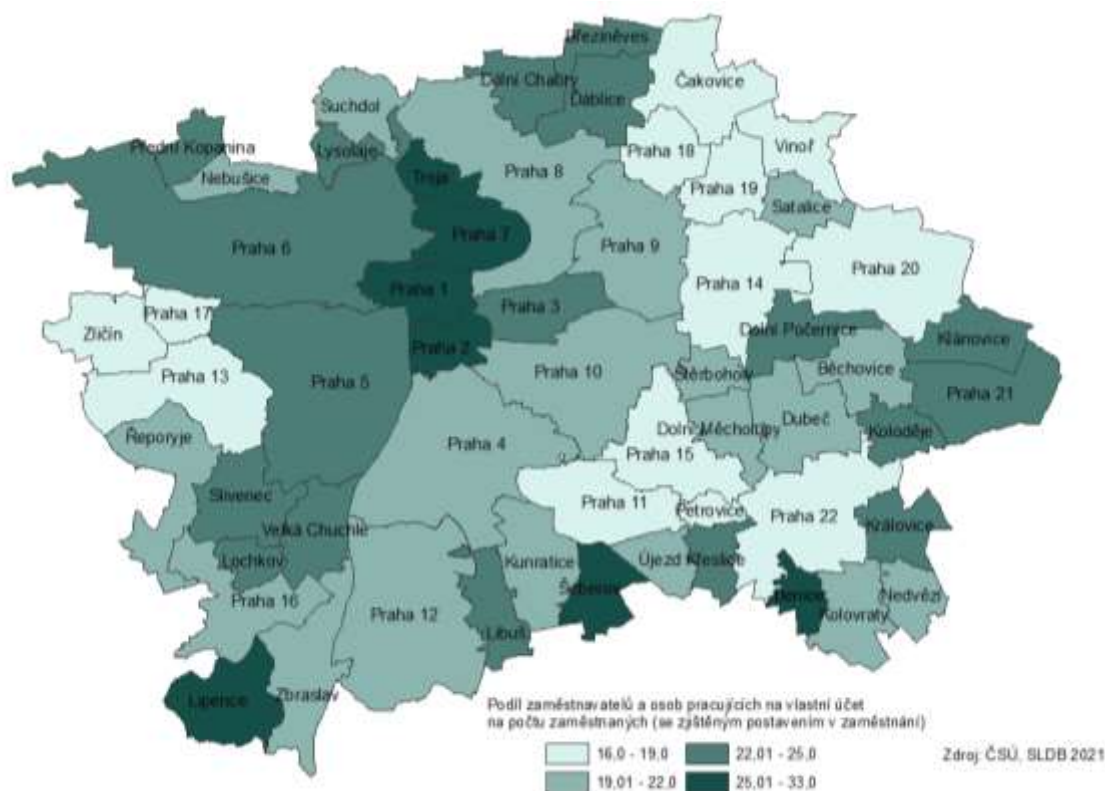 Březiněves
Dolní Chabry
Ďáblice
Čakovice
Suchdol
Přední Kopanina
Lysolaje
Nebušice
Praha 8
Praha 18
Vinoř
Troja
Praha 19
Satalice
Praha 6
Praha 7
Praha 9
Praha 20
Praha 1
Praha 14
Praha 17
Praha 3
Zličín
Dolní Počernice
Klánovice
Praha 2
Praha 13
Praha 5
Praha 10
Štěrboholy
Běchovice
Praha 21
Řeporyje
Praha 4
Dolní Měcholupy
Dubeč
Koloděje
Praha 15
Slivenec
Praha 11
Petrovice
Praha 22
Královice
Velká Chuchle
Lochkov
Kunratice
Újezd
Křeslice
Šeberov
Praha 16
Benice
Nedvězí
Praha 12
Kolovraty
Libuš
Lipence
Zbraslav
Podíl zaměstnavatelů a osob pracujících na vlastní účet
na počtu zaměstnaných (se zjištěným postavením v zaměstnání)
16,0 - 19,0
22,01 - 25,0
Zdroj: ČSÚ, SLDB 2021
19,01 - 22,0
25,01 - 33,0